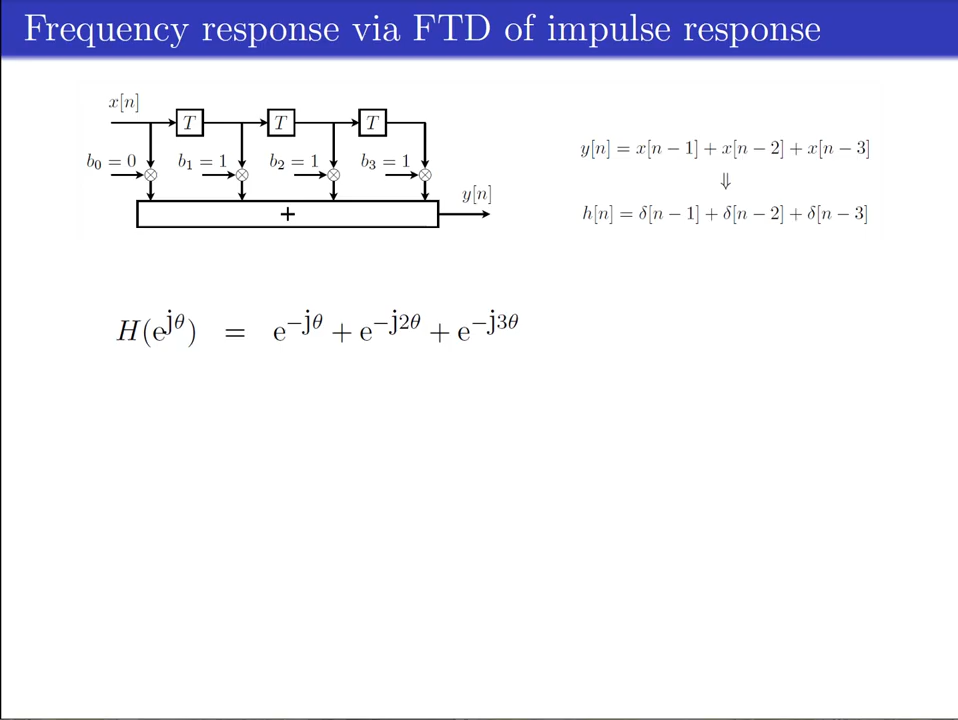 Frequency response via FTD of impulse response
x[n]
T T T
b₀ = 0 b₁ = 1 b₂ = 1 b₃ = 1
⊗ ⊗ ⊗ ⊗
y[n]
+
y[n] = x[n − 1] + x[n − 2] + x[n − 3]
⇓
h[n] = δ[n − 1] + δ[n − 2] + δ[n − 3]
H(e^{jθ}) = e^{−jθ} + e^{−j2θ} + e^{−j3θ}